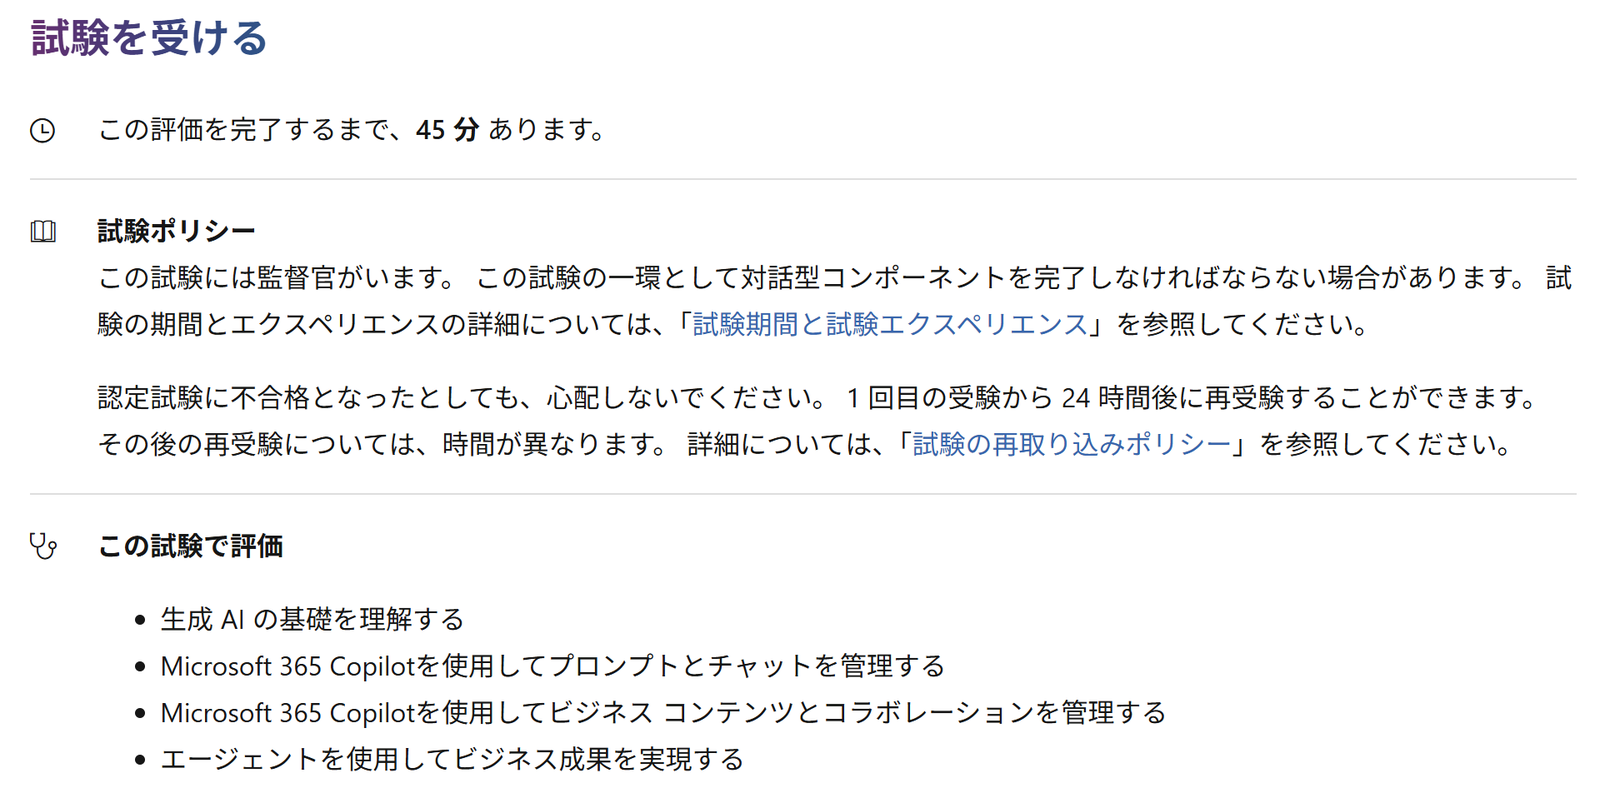 試験を受ける
この評価を完了するまで、45 分 あります。
試験ポリシー
この試験には監督官がいます。 この試験の一環として対話型コンポーネントを完了しなければならない場合があります。 試
験の期間とエクスペリエンスの詳細については、「試験期間と試験エクスペリエンス」を参照してください。
認定試験に不合格となったとしても、心配しないでください。 1 回目の受験から 24 時間後に再受験することができます。
その後の再受験については、時間が異なります。 詳細については、「試験の再取り込みポリシー」を参照してください。
この試験で評価
• 生成 AI の基礎を理解する
• Microsoft 365 Copilotを使用してプロンプトとチャットを管理する
• Microsoft 365 Copilotを使用してビジネス コンテンツとコラボレーションを管理する
• エージェントを使用してビジネス成果を実現する